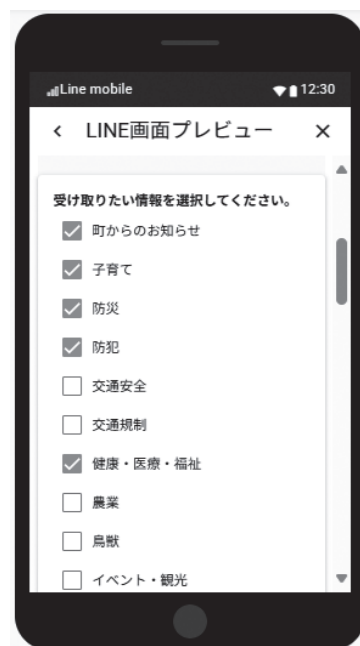 Line mobile 12:30
LINE画面プレビュー
受け取りたい情報を選択してください。
町からのお知らせ
子育て
防災
防犯
交通安全
交通規制
健康・医療・福祉
農業
鳥獣
イベント・観光